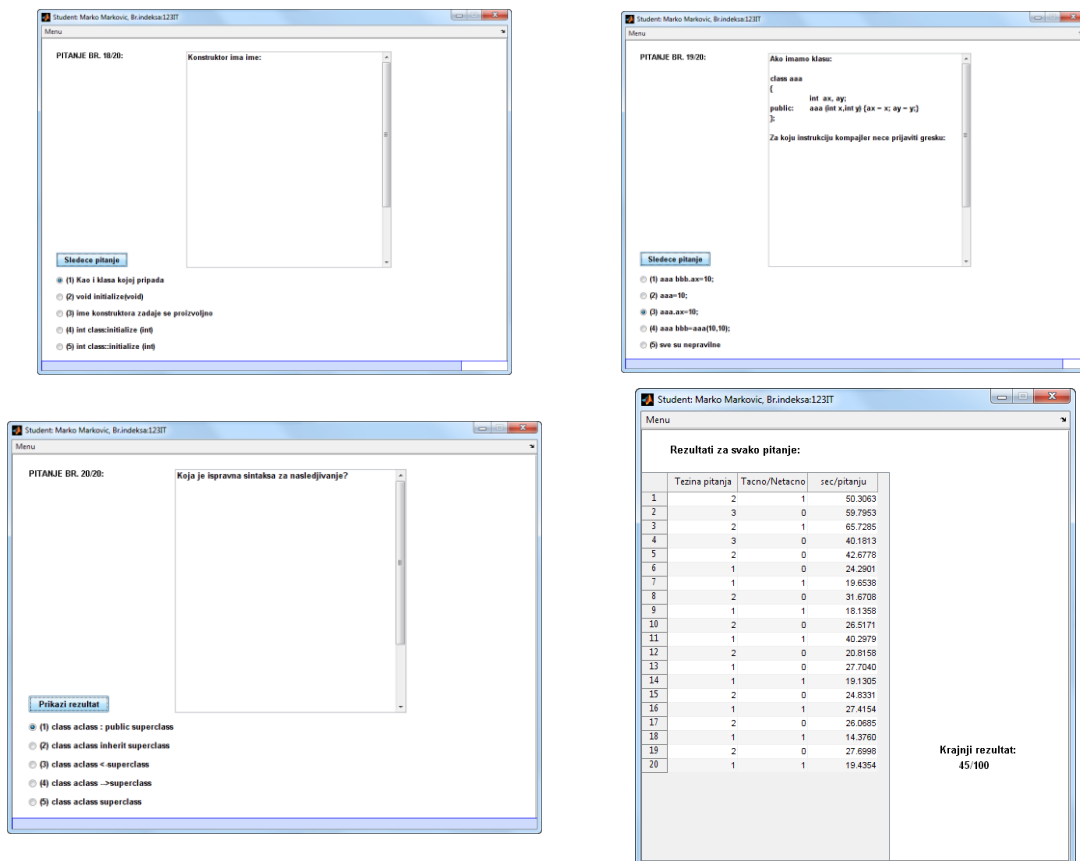 Student: Marko Markovic, Br.indeksa:123IT
Menu
PITANJE BR. 18/20:
Konstruktor ima ime:
Sledece pitanje
(1) Kao i klasa kojoj pripada
(2) void initialize(void)
(3) ime konstruktora zadaje se proizvoljno
(4) int class:initialize (int)
(5) int class::initialize (int)
Student: Marko Markovic, Br.indeksa:123IT
Menu
PITANJE BR. 19/20:
Ako imamo klasu:
class aaa
{
int ax, ay;
public: aaa (int x,int y) {ax = x; ay = y;}
};
Za koju instrukciju kompajler nece prijaviti gresku:
Sledece pitanje
(1) aaa bbb.ax=10;
(2) aaa=10;
(3) aaa.ax=10;
(4) aaa bbb=aaa(10,10);
(5) sve su nepravilne
Student: Marko Markovic, Br.indeksa:123IT
Menu
PITANJE BR. 20/20:
Koja je ispravna sintaksa za nasledjivanje?
Prikazi rezultat
(1) class aclass : public superclass
(2) class aclass inherit superclass
(3) class aclass <-superclass
(4) class aclass -->superclass
(5) class aclass superclass
Student: Marko Markovic, Br.indeksa:123IT
Menu
Rezultati za svako pitanje:
Tezina pitanja Tacno/Netacno sec/pitanju
1 2 1 50.3063
2 3 0 59.7953
3 2 1 65.7285
4 3 0 40.1813
5 2 0 42.6778
6 1 0 24.2901
7 1 1 19.6538
8 2 0 31.6708
9 1 1 18.1358
10 2 0 26.5171
11 1 1 40.2979
12 2 0 20.8158
13 1 0 27.7040
14 1 1 19.1305
15 2 0 24.8331
16 1 1 27.4154
17 2 0 26.0685
18 1 1 14.3760
19 2 0 27.6998
20 1 1 19.4354
Krajnji rezultat:
45/100